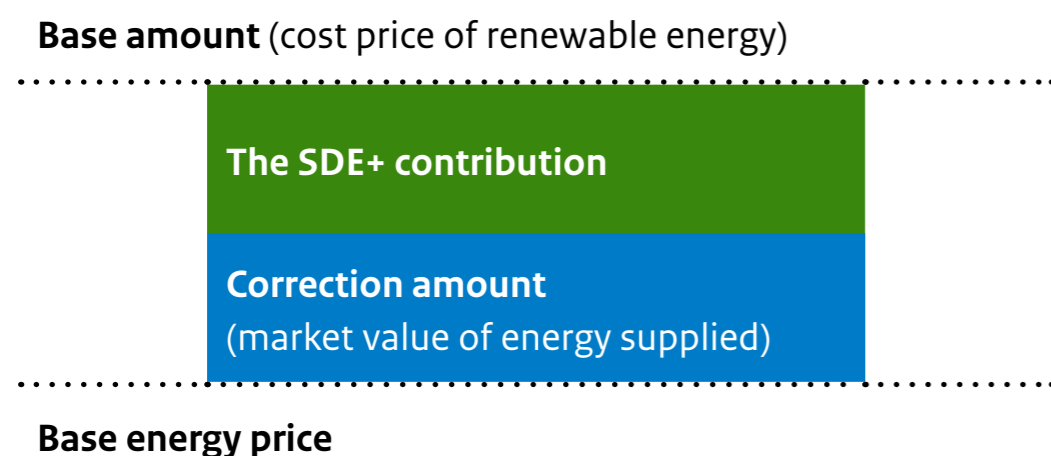 Base amount (cost price of renewable energy)
The SDE+ contribution
Correction amount
(market value of energy supplied)
Base energy price